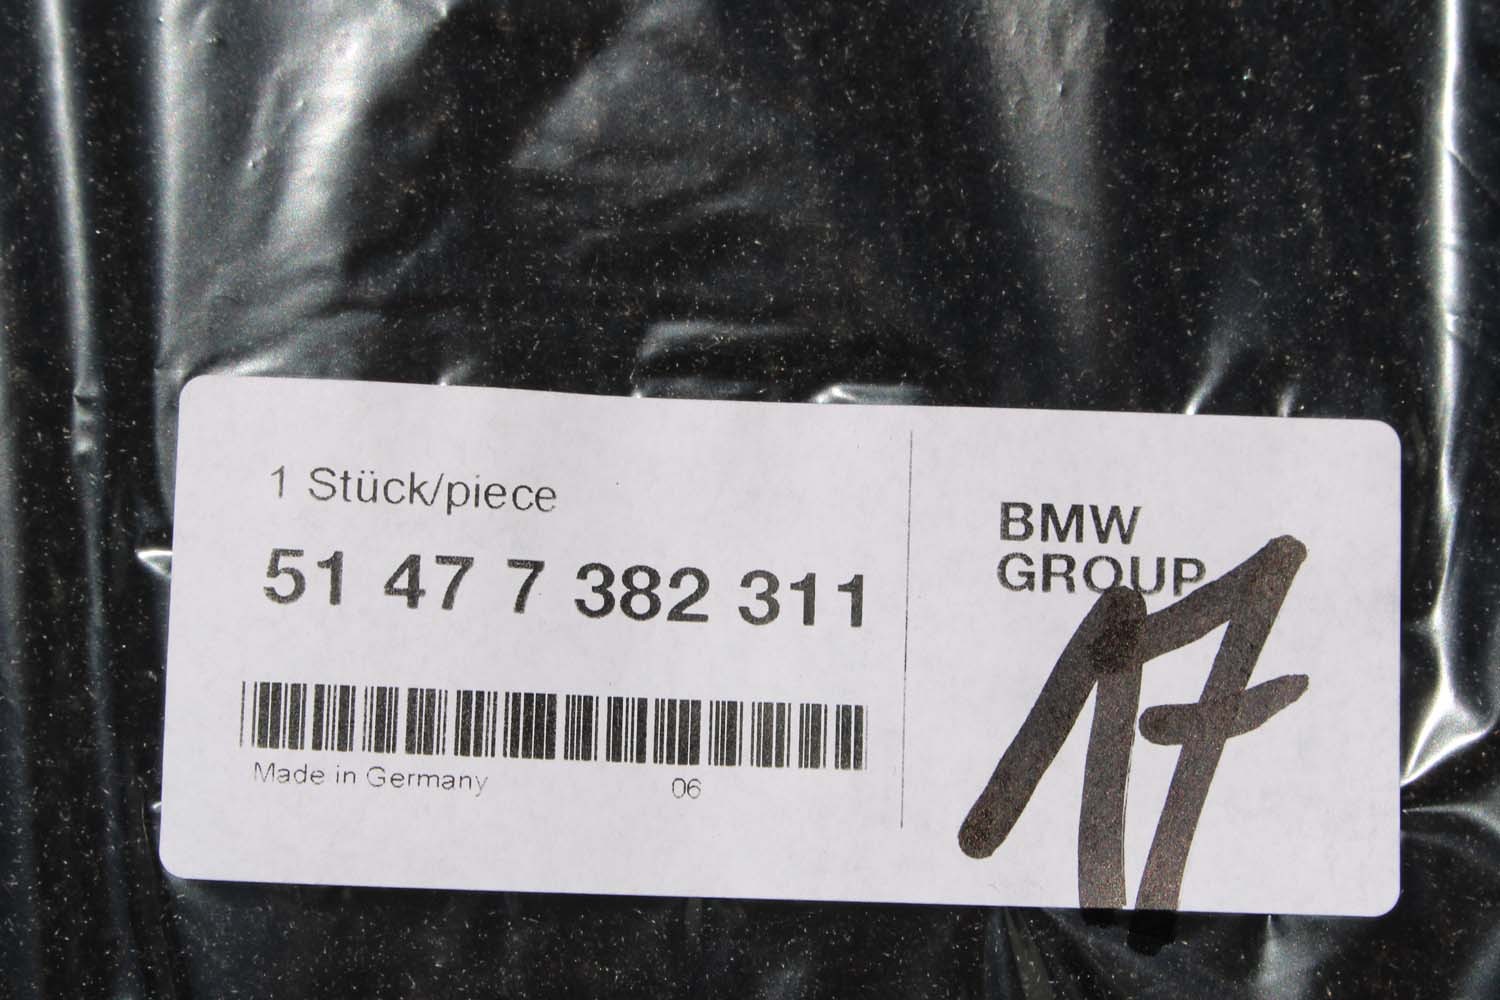 1 Stück/piece
51 47 7 382 311
Made in Germany 06
BMW
GROUP
17